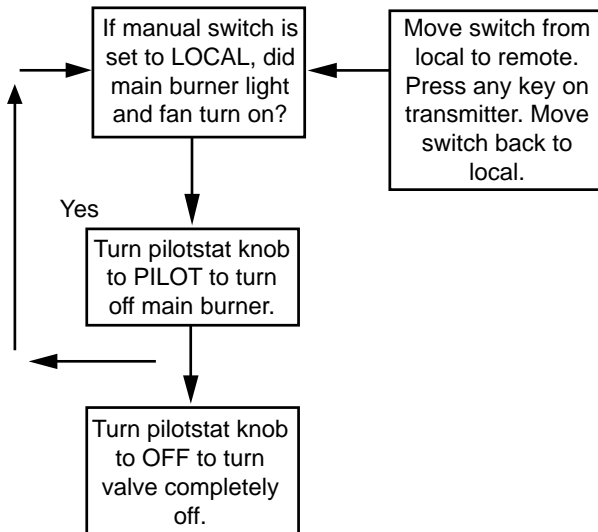 If manual switch is
set to LOCAL, did
main burner light
and fan turn on?
Move switch from
local to remote.
Press any key on
transmitter. Move
switch back to
local.
Yes
Turn pilotstat knob
to PILOT to turn
off main burner.
Turn pilotstat knob
to OFF to turn
valve completely
off.